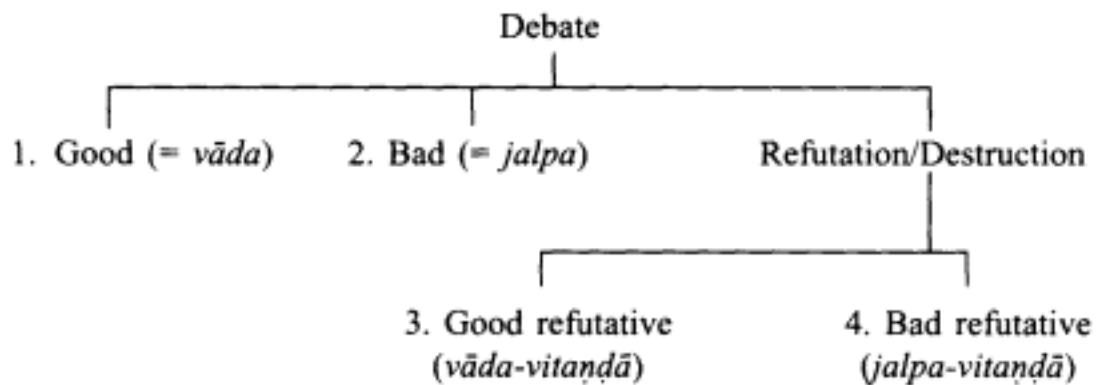 Debate
1. Good (= vāda) 2. Bad (= jalpa) Refutation/Destruction
3. Good refutative 4. Bad refutative
(vāda-vitaṇḍā) (jalpa-vitaṇḍā)